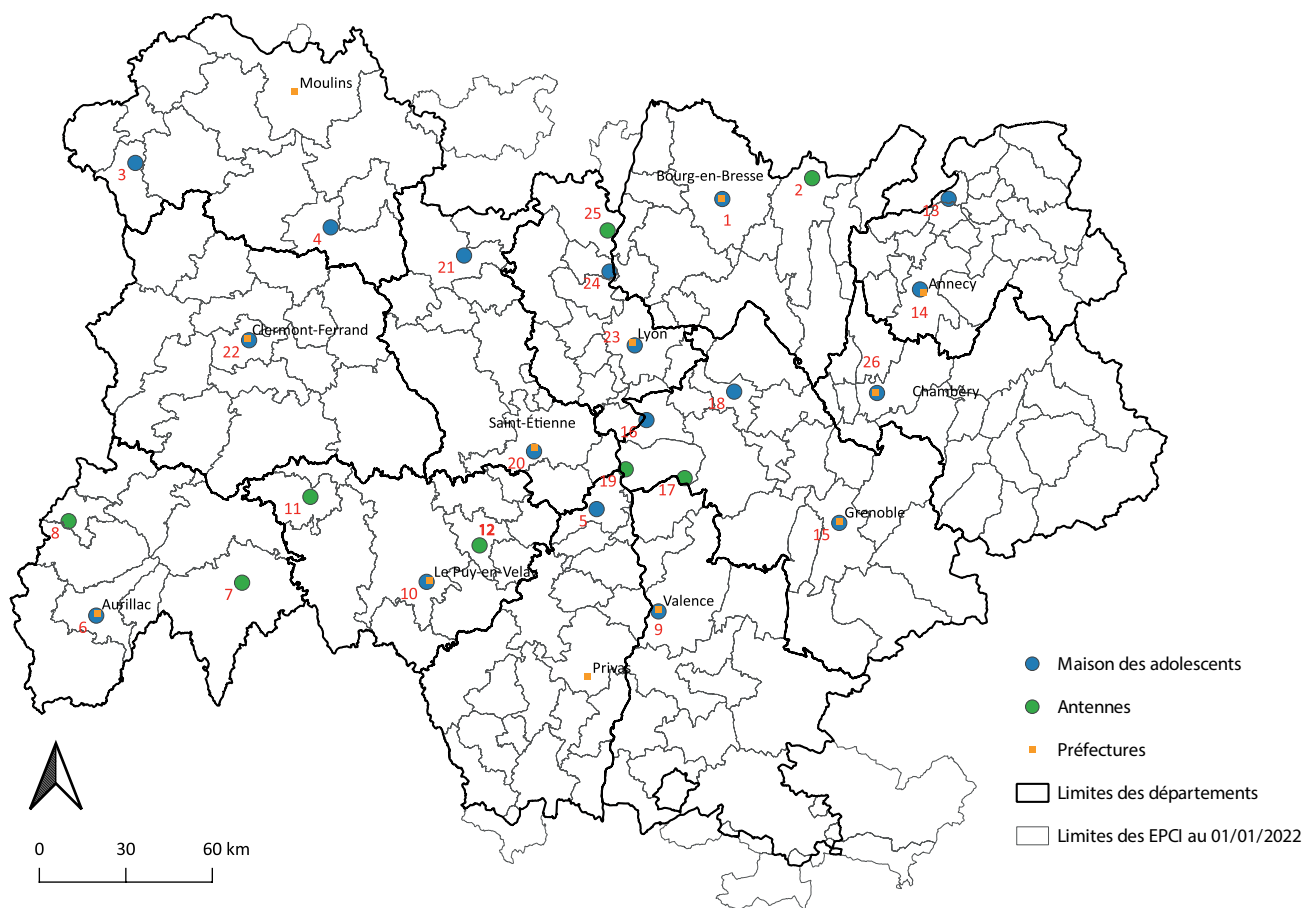 Moulins
3
Bourg-en-Bresse
2
1
13
25
4
21
24
Annecy
14
Clermont-Ferrand
22
23
Lyon
26
Chambéry
18
Saint-Étienne
16
20
19
17
11
8
5
Grenoble
15
12
7
Le Puy-en-Velay
10
Aurillac
6
Valence
9
Privas
Maison des adolescents
Antennes
Préfectures
Limites des départements
Limites des EPCI au 01/01/2022
0 30 60 km